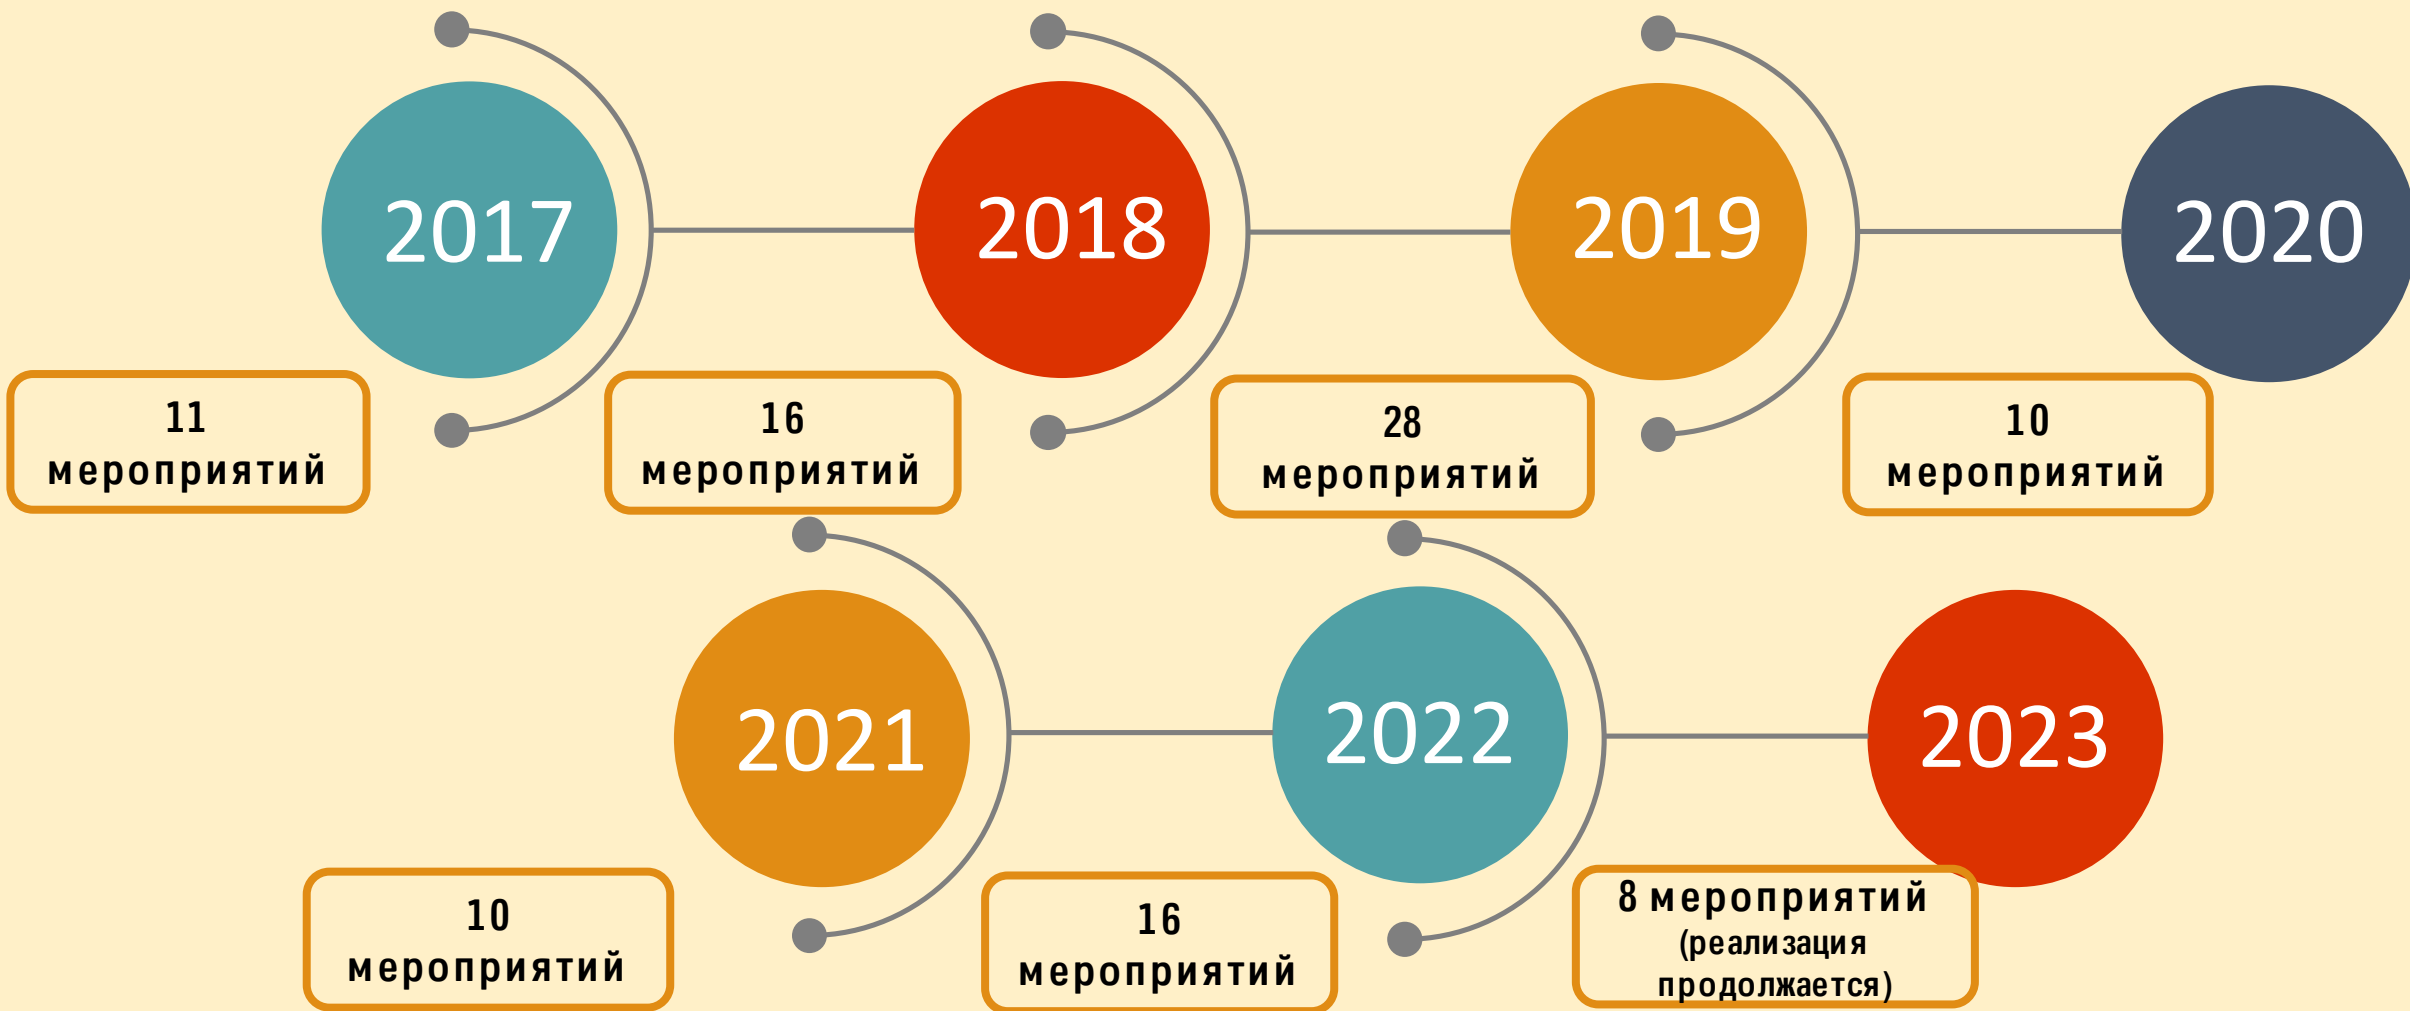 2017
2018
2019
2020
11
мероприятий
16
мероприятий
28
мероприятий
10
мероприятий
2021
2022
2023
10
мероприятий
16
мероприятий
8 мероприятий
(реализация
продолжается)